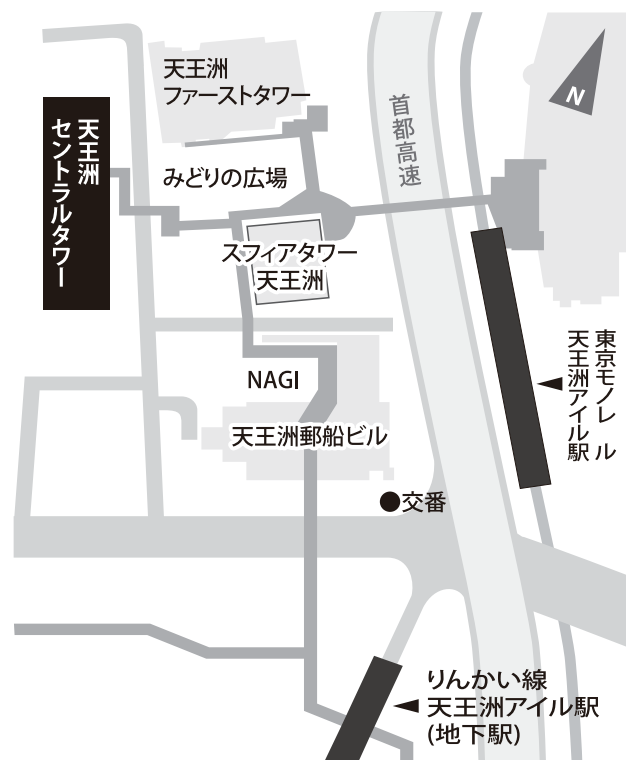 天王洲
ファーストタワー
首都高速
N
天王洲
セントラルタワー
みどりの広場
スフィアタワー
天王洲
東京モノレール
天王洲アイル駅
NAGI
天王洲郵船ビル
交番
りんかい線
天王洲アイル駅
(地下駅)